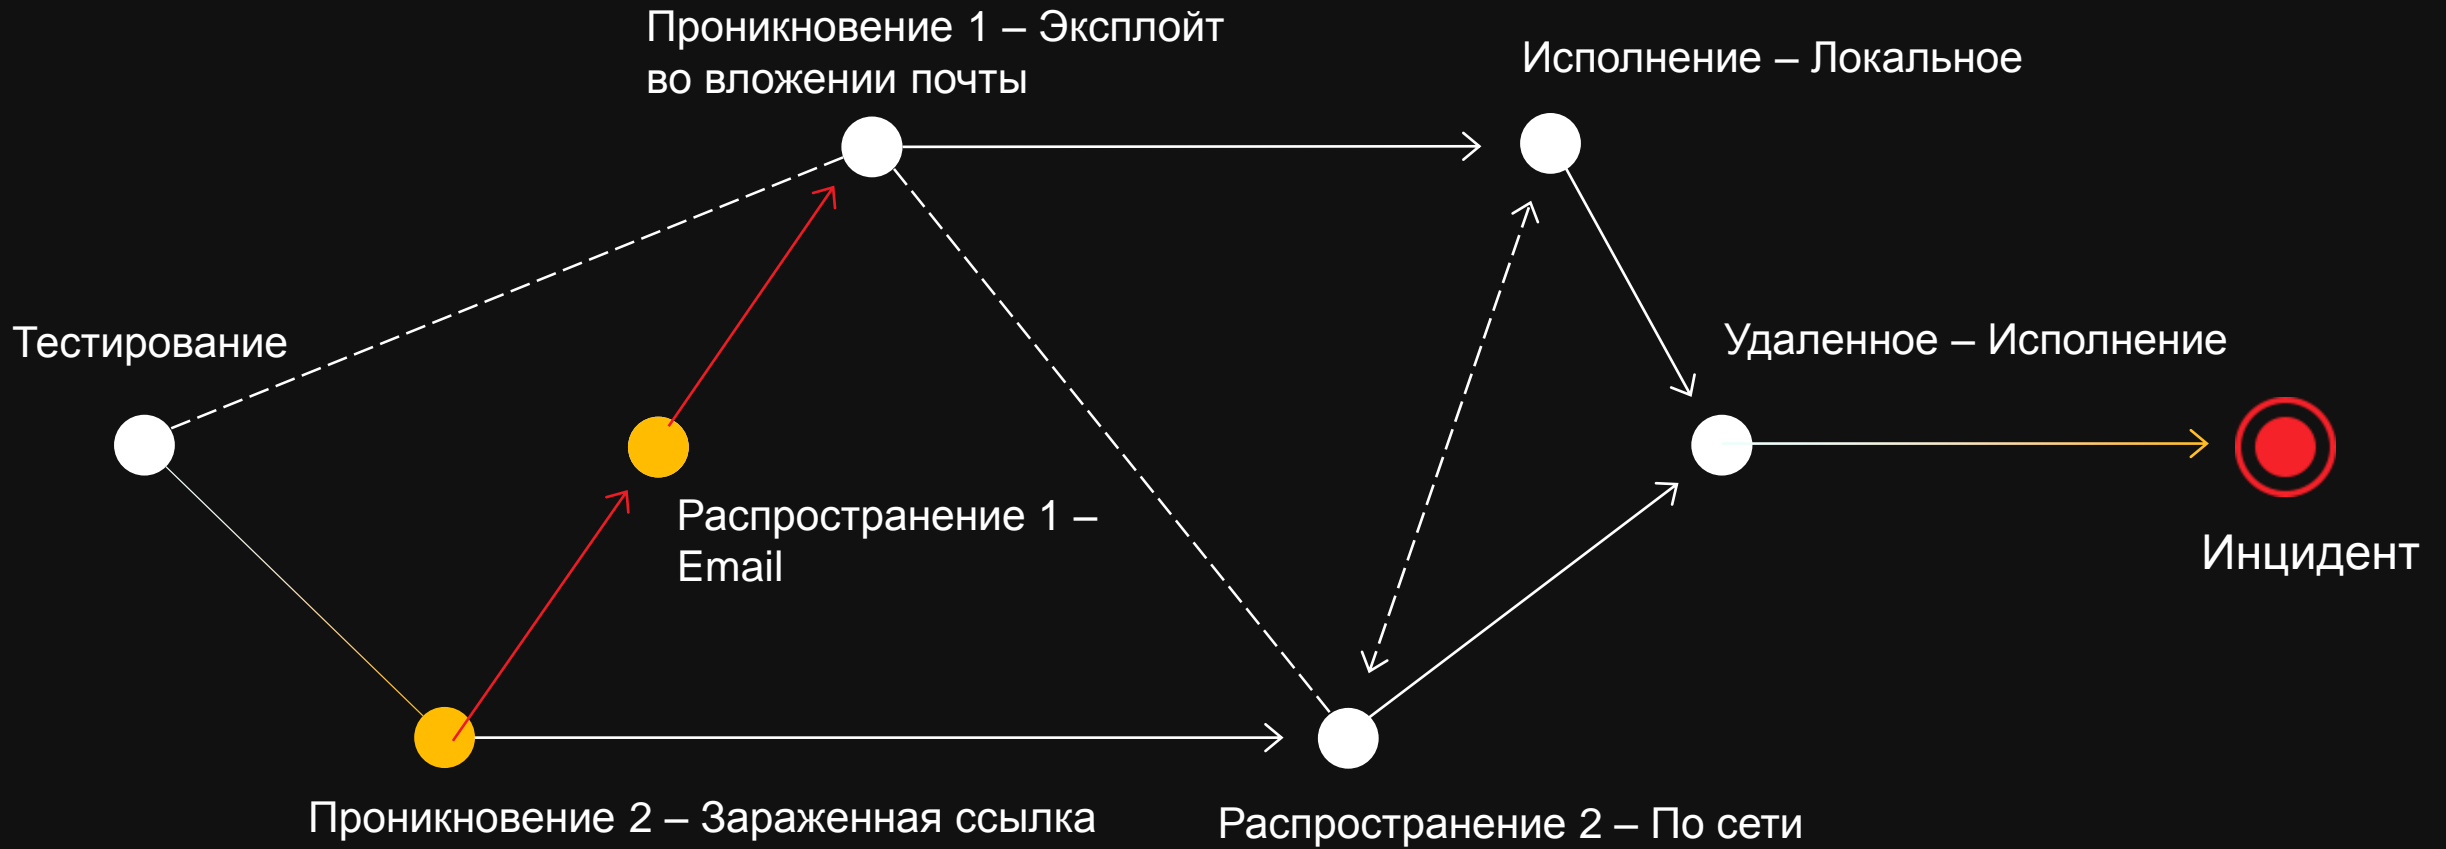 Проникновение 1 – Эксплойт
во вложении почты
Исполнение – Локальное
Тестирование
Удаленное – Исполнение
Распространение 1 –
Email
Инцидент
Проникновение 2 – Зараженная ссылка
Распространение 2 – По сети